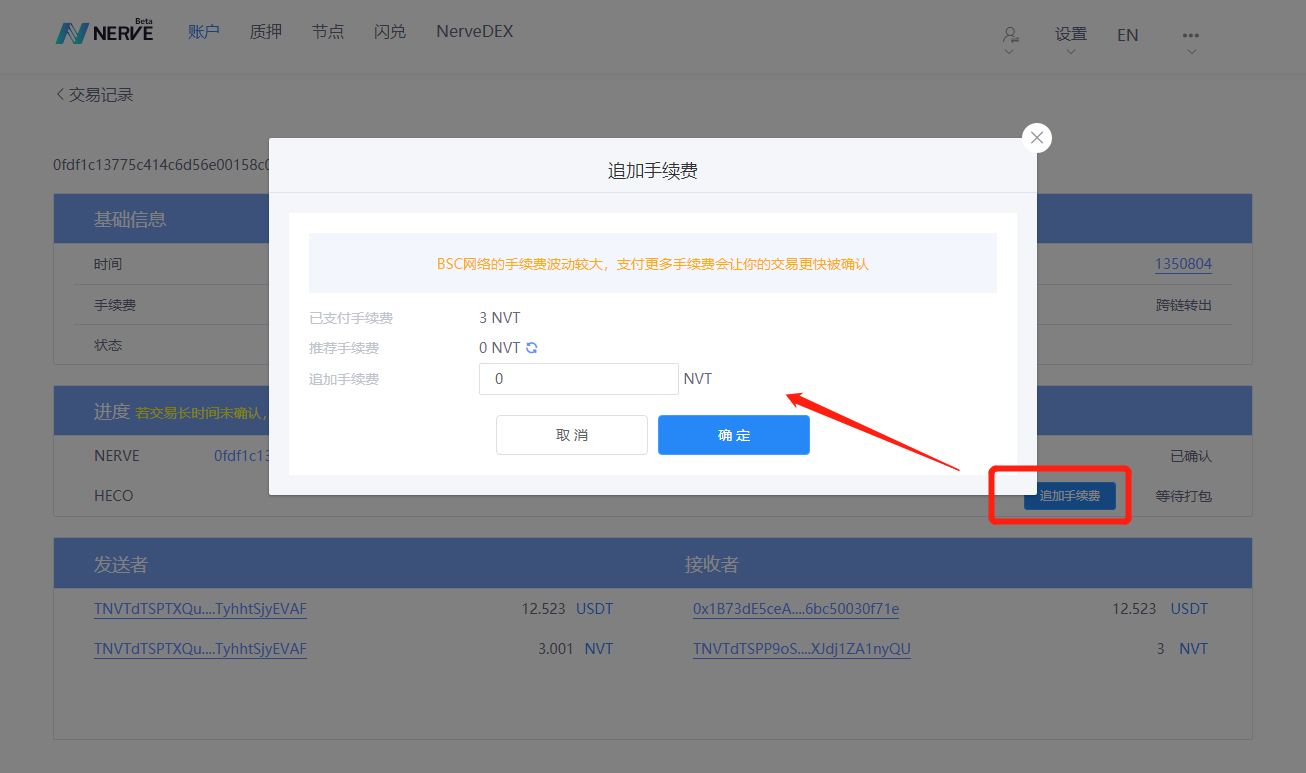 NERVE Beta 账户 质押 节点 闪兑 NerveDEX 设置 EN
交易记录
追加手续费
0fdf1c13775c414c6d56e00158c0
基础信息
BSC网络的手续费波动较大，支付更多手续费会让你的交易更快被确认
时间 1350804
手续费 跨链转出
已支付手续费 3 NVT
状态
推荐手续费 0 NVT
追加手续费 0 NVT
进度 若交易长时间未确认，
取 消 确 定
NERVE 0fdf1c13 已确认
HECO 追加手续费 等待打包
发送者 接收者
TNVTdTSPTXQu....TyhhtSjyEVAF 12.523 USDT 0x1B73dE5ceA....6bc50030f71e 12.523 USDT
TNVTdTSPTXQu....TyhhtSjyEVAF 3.001 NVT TNVTdTSPP9oS....XJdj1ZA1nyQU 3 NVT